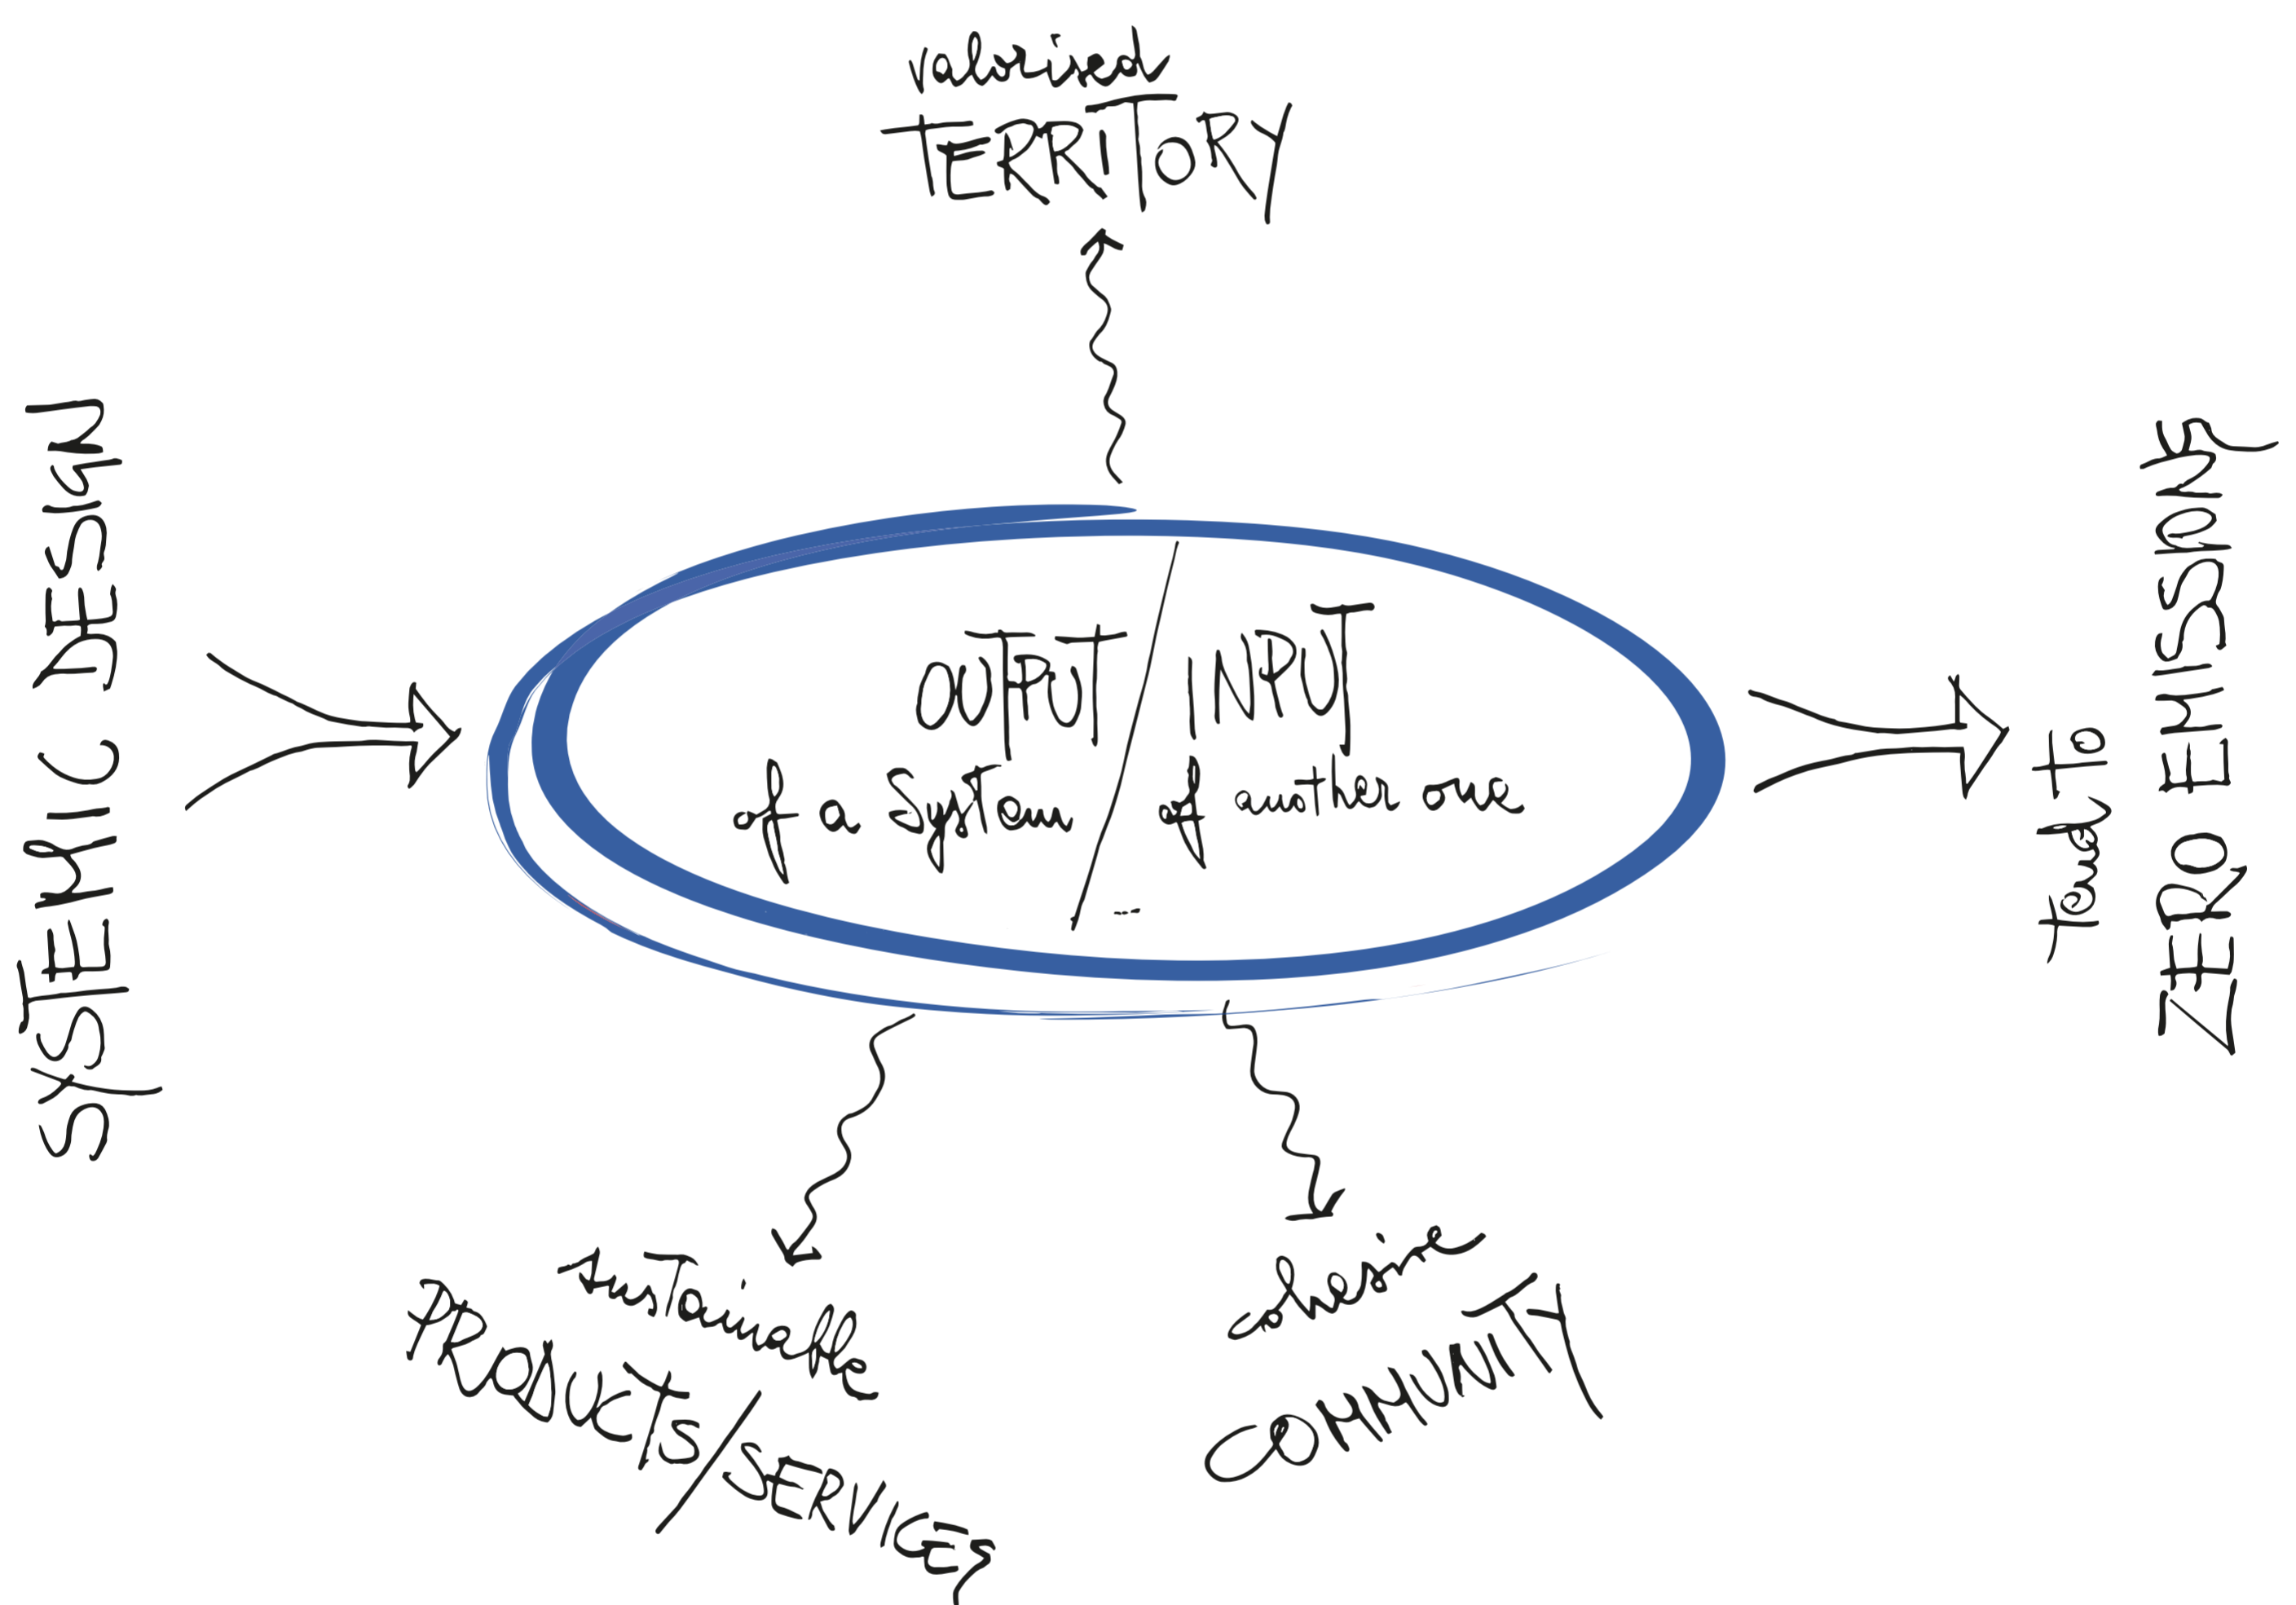 valorised
TERRITORY
SYSTEMIC DESIGN
OUTPUT / INPUT
of a System / of another one
...
target to
ZERO EMISSIONS
sustainable
PRODUCTS/SERVICES
cohesive
COMMUNITY